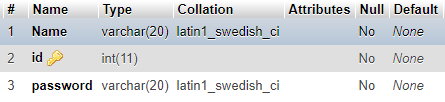 # Name Type Collation Attributes Null Default
1 Name varchar(20) latin1_swedish_ci No None
2 id int(11) No None
3 password varchar(20) latin1_swedish_ci No None